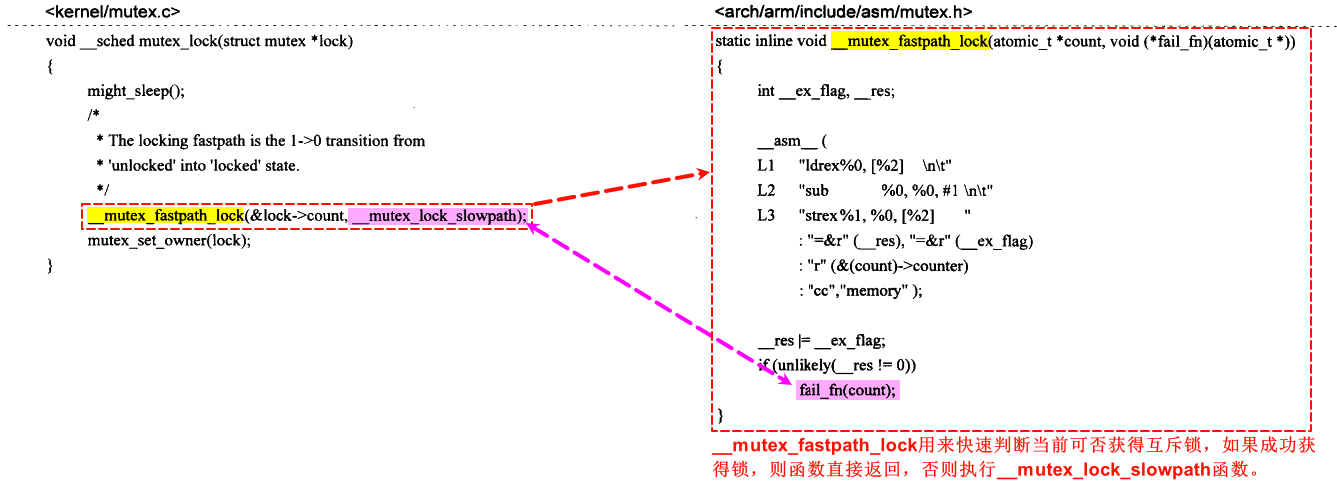 <kernel/mutex.c>
void __sched mutex_lock(struct mutex *lock)
{
might_sleep();
/*
* The locking fastpath is the 1->0 transition from
* 'unlocked' into 'locked' state.
*/
__mutex_fastpath_lock(&lock->count, __mutex_lock_slowpath);
mutex_set_owner(lock);
}
<arch/arm/include/asm/mutex.h>
static inline void __mutex_fastpath_lock(atomic_t *count, void (*fail_fn)(atomic_t *))
{
int __ex_flag, __res;
__asm__ (
L1 "ldrex%0, [%2] \n\t"
L2 "sub %0, %0, #1 \n\t"
L3 "strex%1, %0, [%2] "
: "=&r" (__res), "=&r" (__ex_flag)
: "r" (&(count)->counter)
: "cc","memory" );
__res |= __ex_flag;
if (unlikely(__res != 0))
fail_fn(count);
}
__mutex_fastpath_lock用来快速判断当前可否获得互斥锁，如果成功获
得锁，则函数直接返回，否则执行__mutex_lock_slowpath函数。